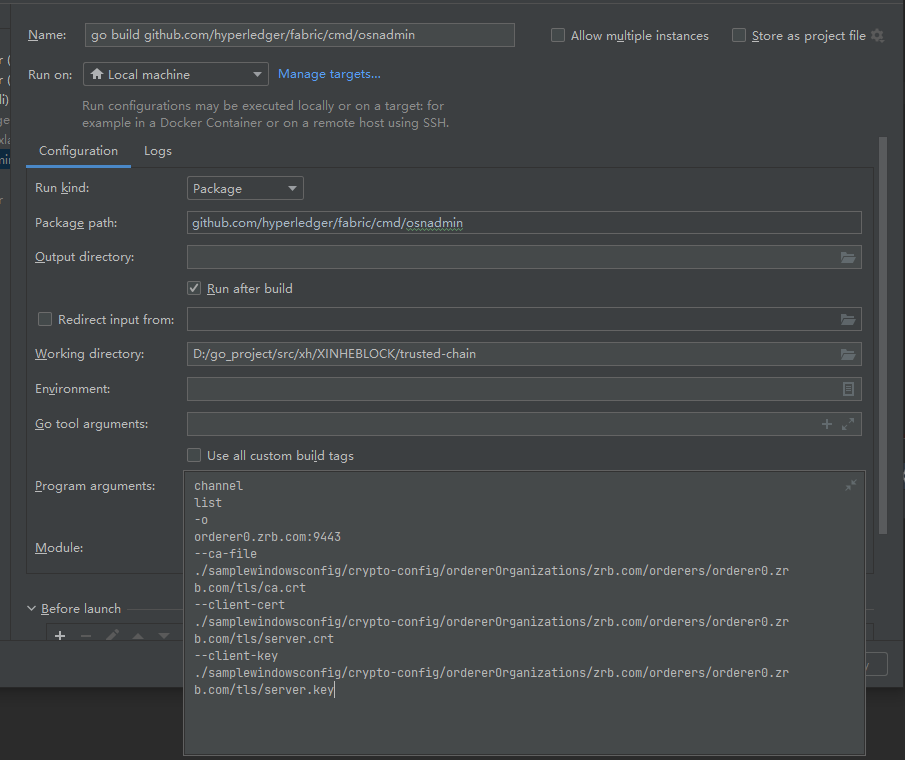 Name: go build github.com/hyperledger/fabric/cmd/osnadmin Allow multiple instances Store as project file
Run on: Local machine Manage targets...
Run configurations may be executed locally or on a target: for
example in a Docker Container or on a remote host using SSH.
Configuration Logs
Run kind: Package
Package path: github.com/hyperledger/fabric/cmd/osnadmin
Output directory:
Run after build
Redirect input from:
Working directory: D:/go_project/src/xh/XINHEBLOCK/trusted-chain
Environment:
Go tool arguments:
Use all custom build tags
Program arguments:
channel
list
-o
orderer0.zrb.com:9443
--ca-file
./samplewindowsconfig/crypto-config/ordererOrganizations/zrb.com/orderers/orderer0.zr
b.com/tls/ca.crt
--client-cert
./samplewindowsconfig/crypto-config/ordererOrganizations/zrb.com/orderers/orderer0.zr
b.com/tls/server.crt
--client-key
./samplewindowsconfig/crypto-config/ordererOrganizations/zrb.com/orderers/orderer0.zr
b.com/tls/server.key
Module:
Before launch